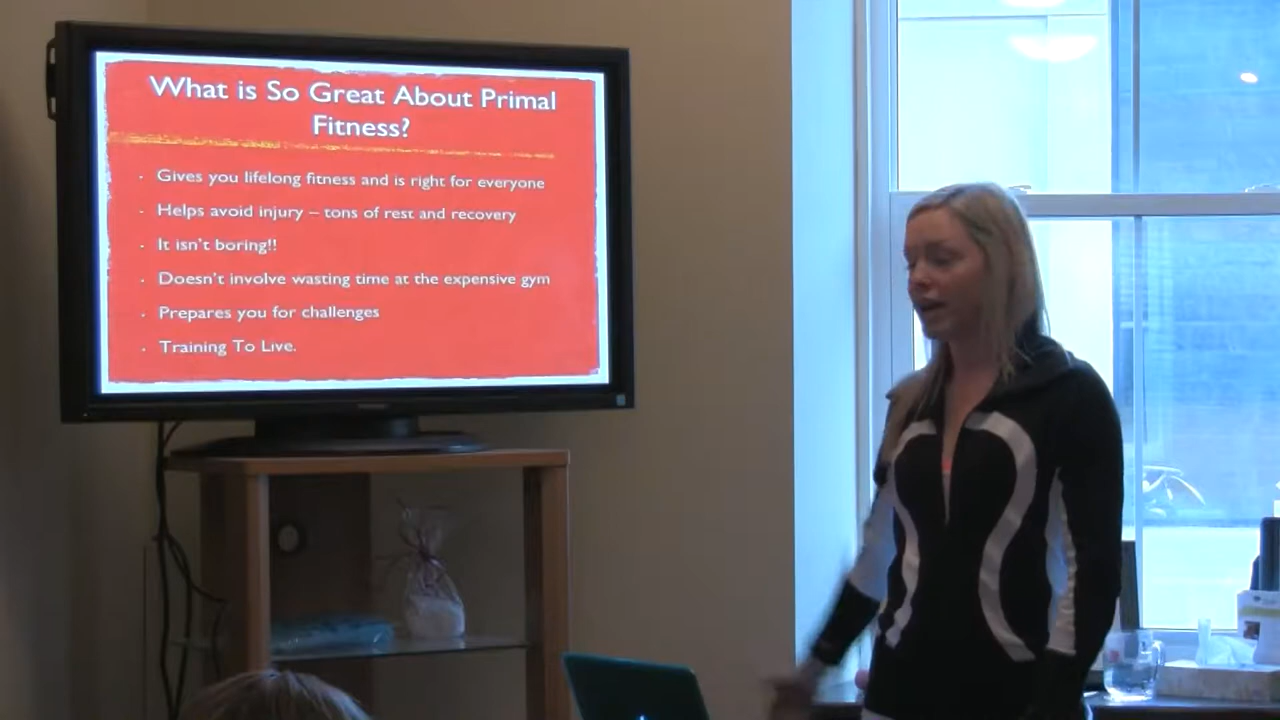 What is So Great About Primal
Fitness?
Gives you lifelong fitness and is right for everyone
Helps avoid injury – tons of rest and recovery
It isn't boring!!
Doesn't involve wasting time at the expensive gym
Prepares you for challenges
Training To Live.